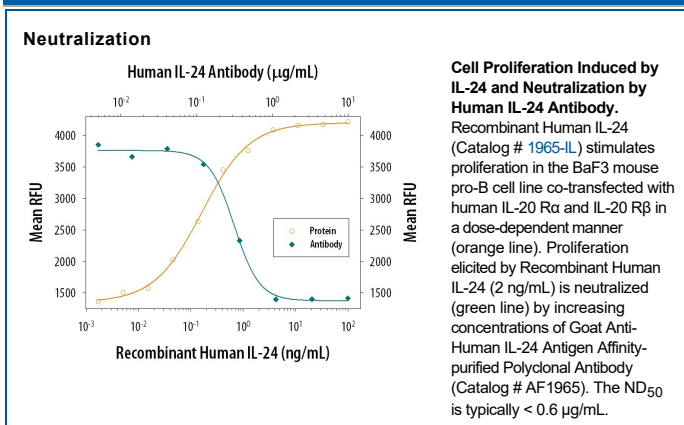 Neutralization
Human IL-24 Antibody (µg/mL)
10-2 10-1 100 101
4000 4000
3500 3500
3000 3000
2500 2500
2000 2000
1500 1500
Mean RFU
Mean RFU
Protein
Antibody
10-3 10-2 10-1 100 101 102
Recombinant Human IL-24 (ng/mL)
Cell Proliferation Induced by
IL-24 and Neutralization by
Human IL-24 Antibody.
Recombinant Human IL-24
(Catalog # 1965-IL) stimulates
proliferation in the BaF3 mouse
pro-B cell line co-transfected with
human IL-20 Rα and IL-20 Rβ in
a dose-dependent manner
(orange line). Proliferation
elicited by Recombinant Human
IL-24 (2 ng/mL) is neutralized
(green line) by increasing
concentrations of Goat Anti-
Human IL-24 Antigen Affinity-
purified Polyclonal Antibody
(Catalog # AF1965). The ND50
is typically < 0.6 µg/mL.